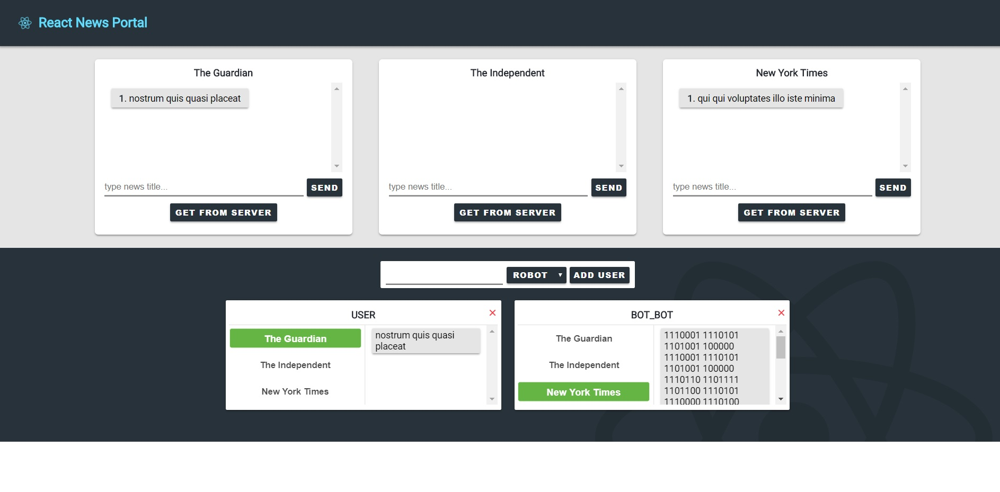 React News Portal
The Guardian
1. nostrum quis quasi placeat
type news title...
SEND
GET FROM SERVER
The Independent
type news title...
SEND
GET FROM SERVER
New York Times
1. qui qui voluptates illo iste minima
type news title...
SEND
GET FROM SERVER
ROBOT ADD USER
USER
The Guardian
The Independent
New York Times
nostrum quis quasi
placeat
BOT_BOT
The Guardian
The Independent
New York Times
1110001 1110101
1101001 100000
1110001 1110101
1101001 100000
1110110 1101111
1101100 1110101
1110000 1110100